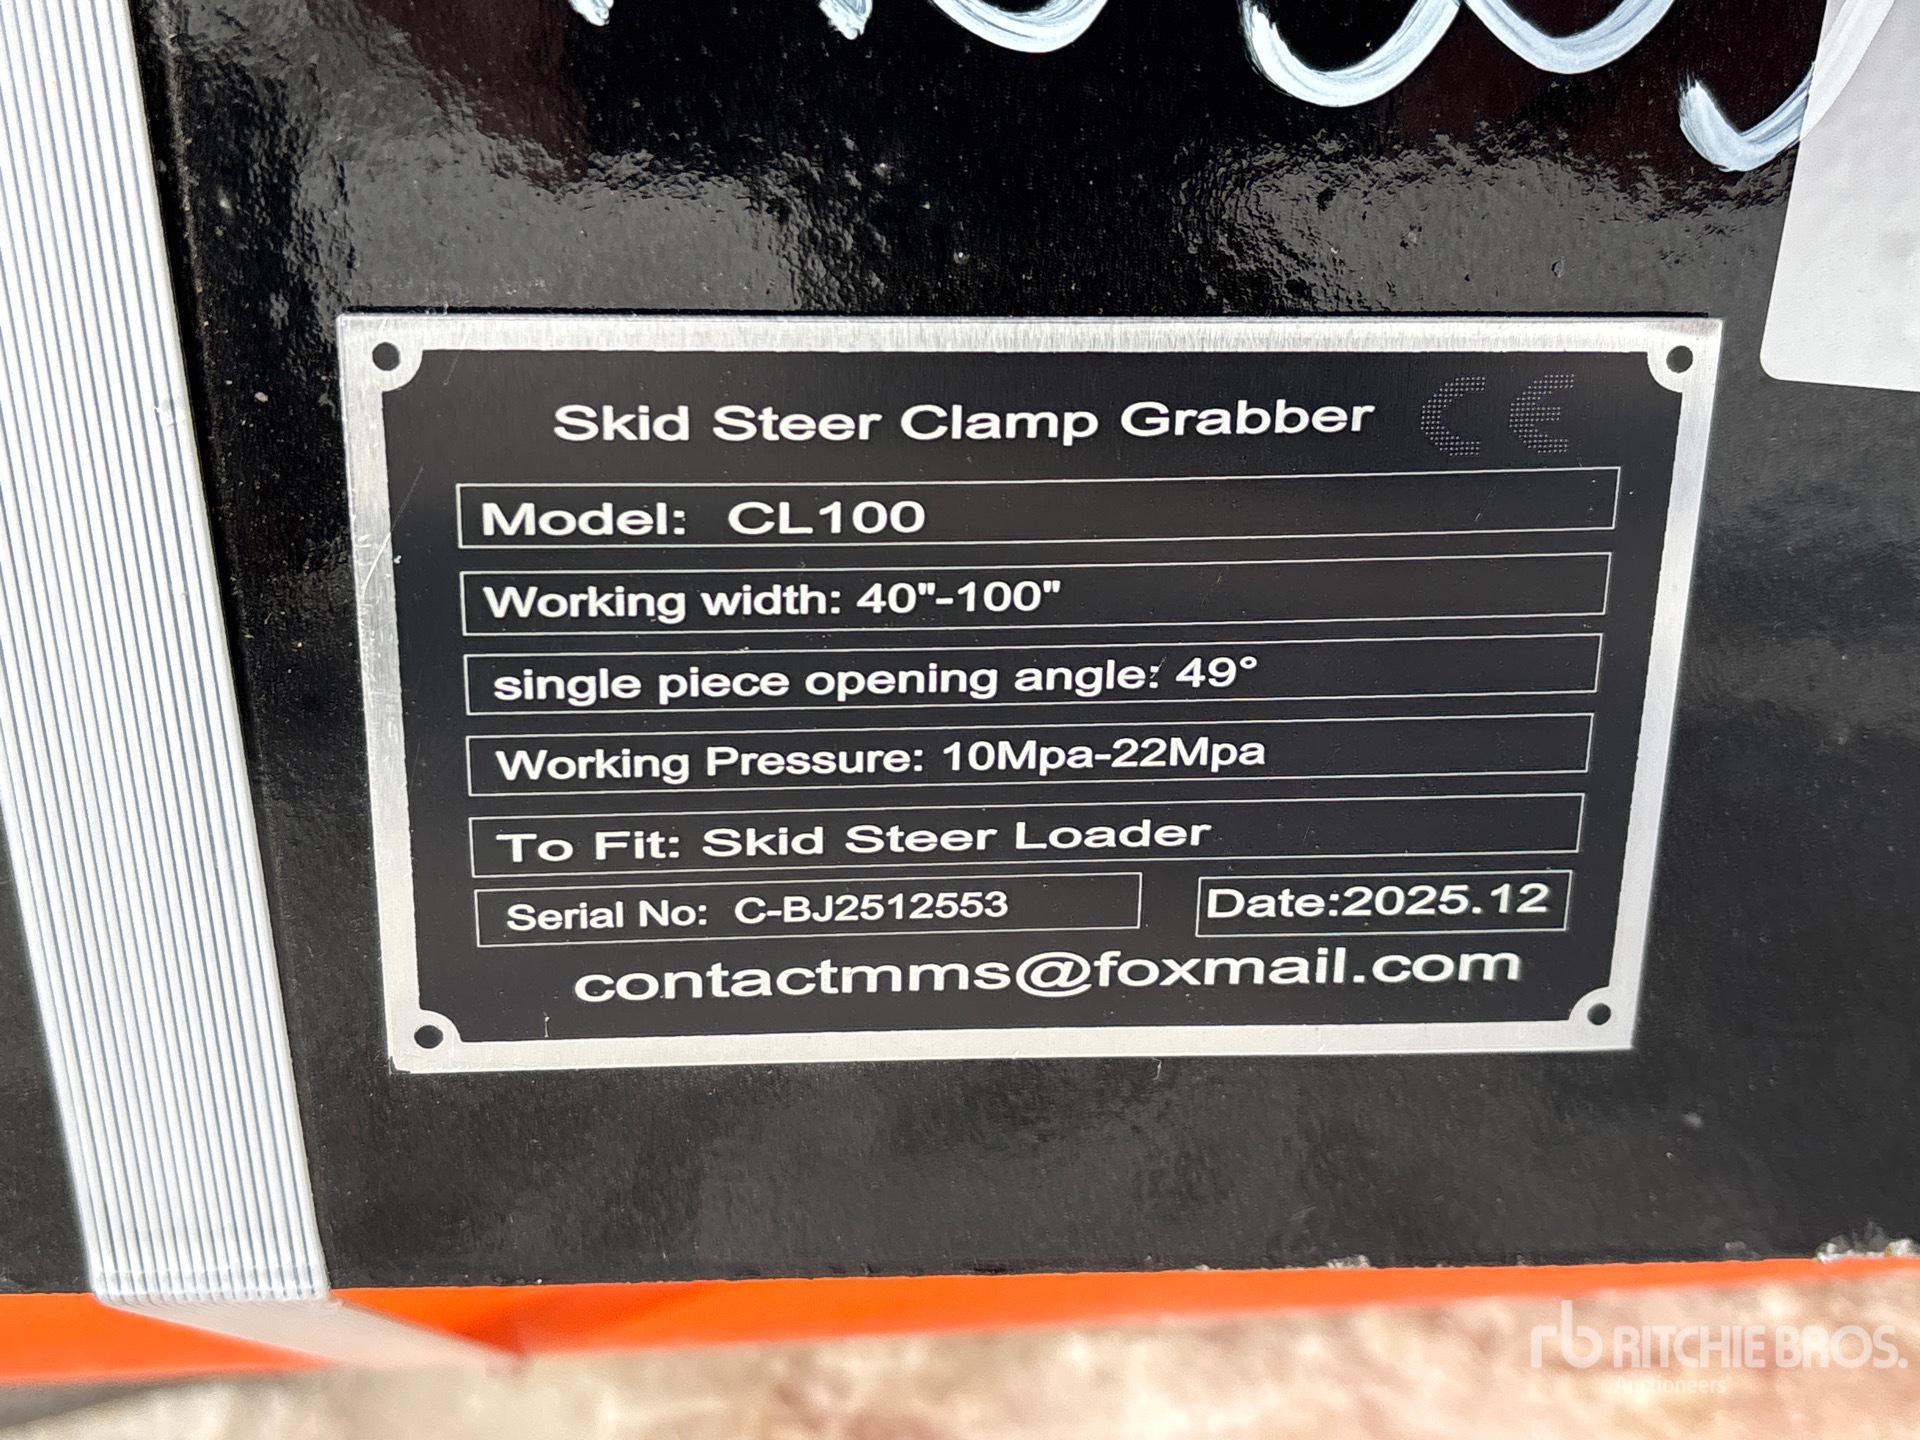 Skid Steer Clamp Grabber CE
Model: CL100
Working width: 40"-100"
single piece opening angle: 49°
Working Pressure: 10Mpa-22Mpa
To Fit: Skid Steer Loader
Serial No: C-BJ2512553 Date:2025.12
contactmms@foxmail.com
rb RITCHIE BROS.
Auctioneers